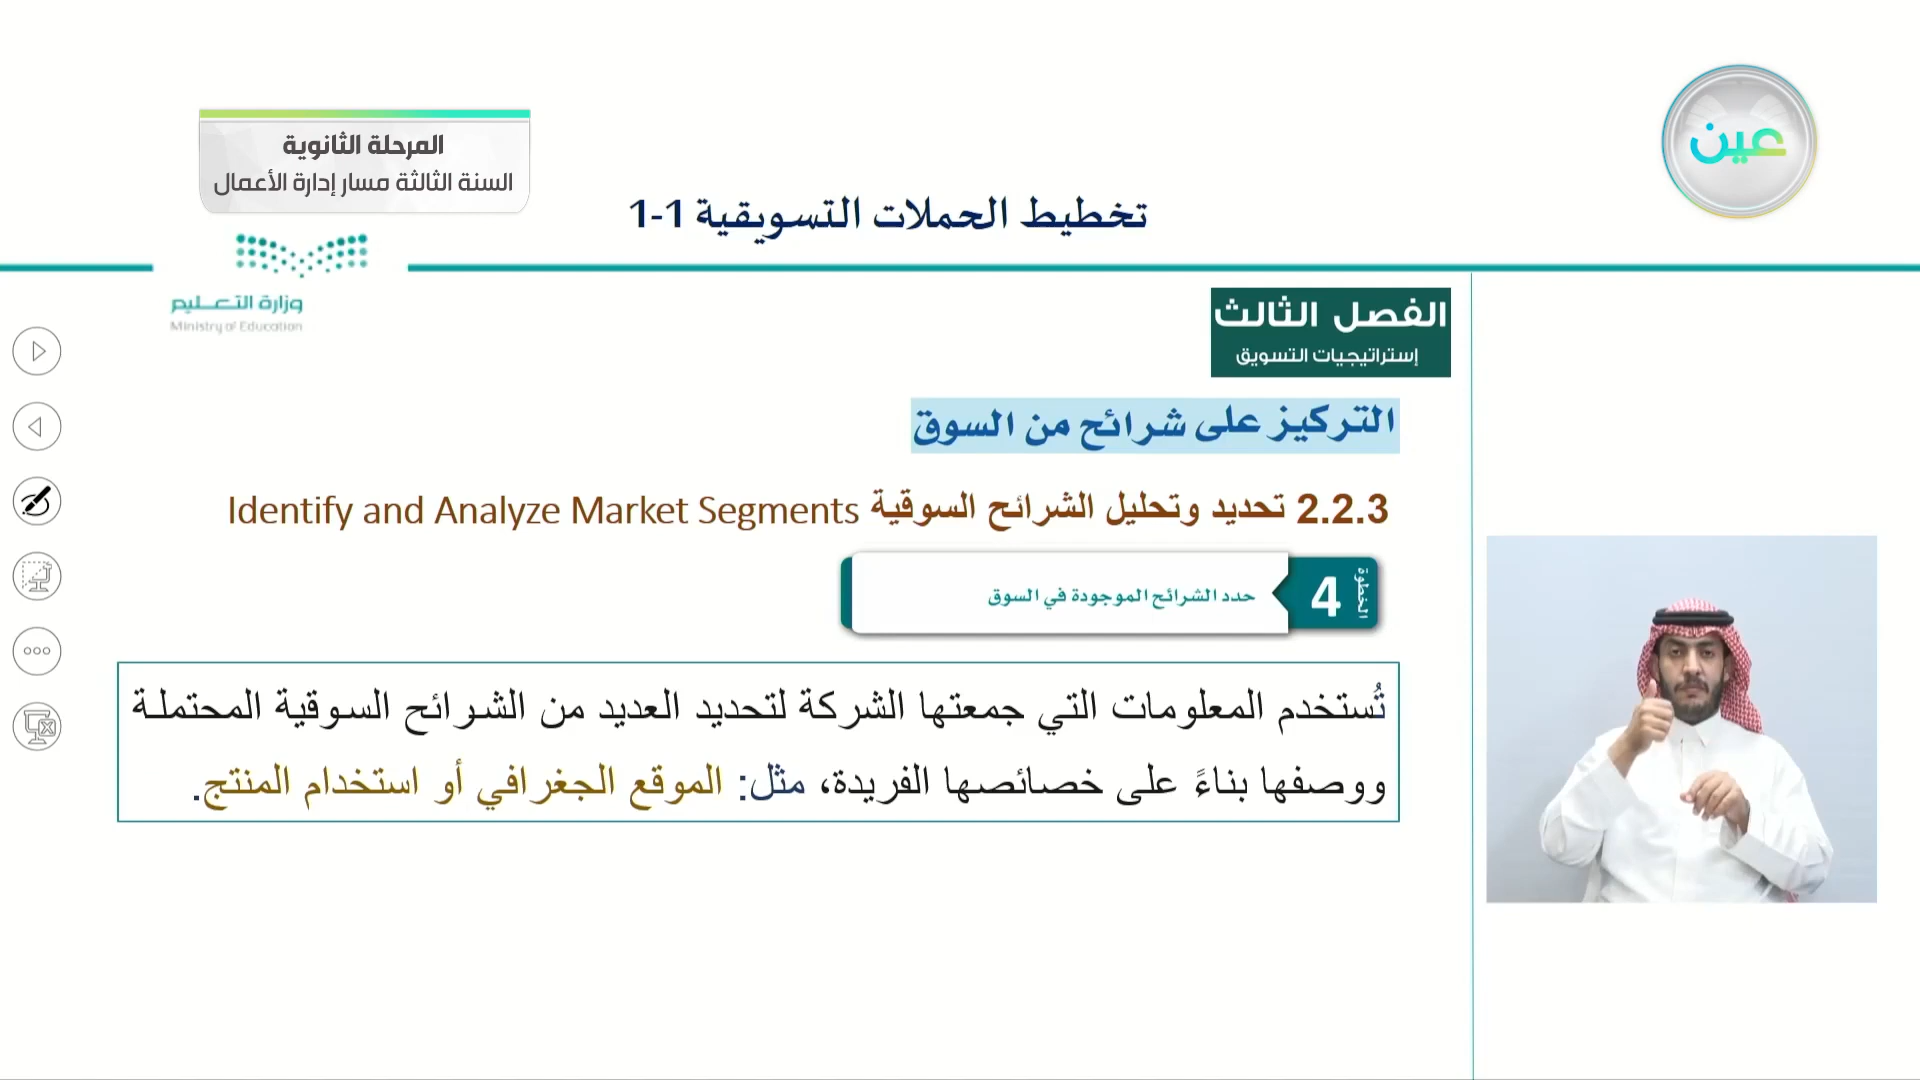 المرحلة الثانوية
السنة الثالثة مسار إدارة الأعمال
عين
تخطيط الحملات التسويقية 1-1
وزارة التعليم
Ministry of Education
الفصل الثالث
إستراتيجيات التسويق
التركيز على شرائح من السوق
2.2.3 تحديد وتحليل الشرائح السوقية Identify and Analyze Market Segments
الخطوة 4 حدد الشرائح الموجودة في السوق
تُستخدم المعلومات التي جمعتها الشركة لتحديد العديد من الشرائح السوقية المحتملة
ووصفها بناءً على خصائصها الفريدة، مثل: الموقع الجغرافي أو استخدام المنتج.